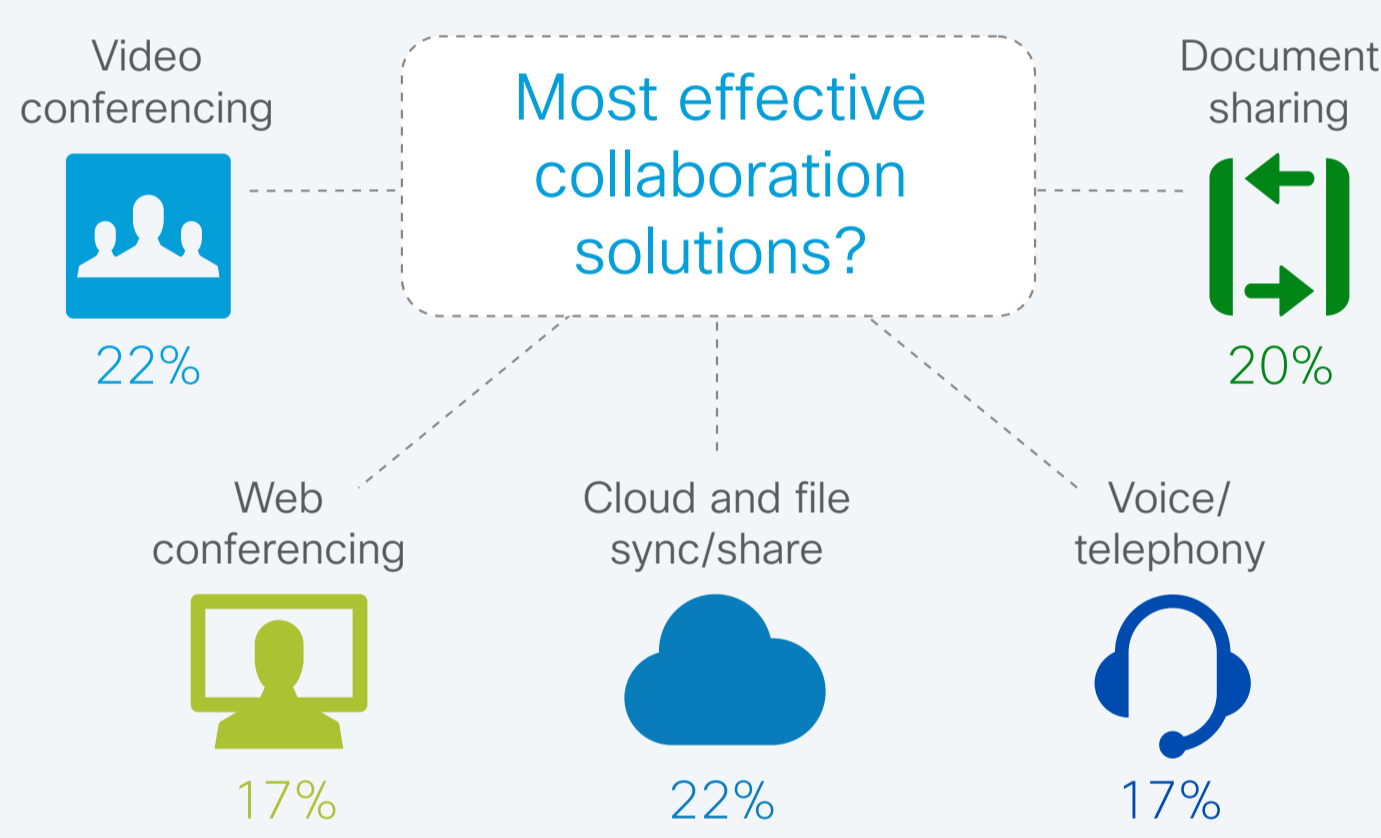 Most effective
collaboration
solutions?
Video
conferencing
22%
Document
sharing
20%
Web
conferencing
17%
Cloud and file
sync/share
22%
Voice/
telephony
17%